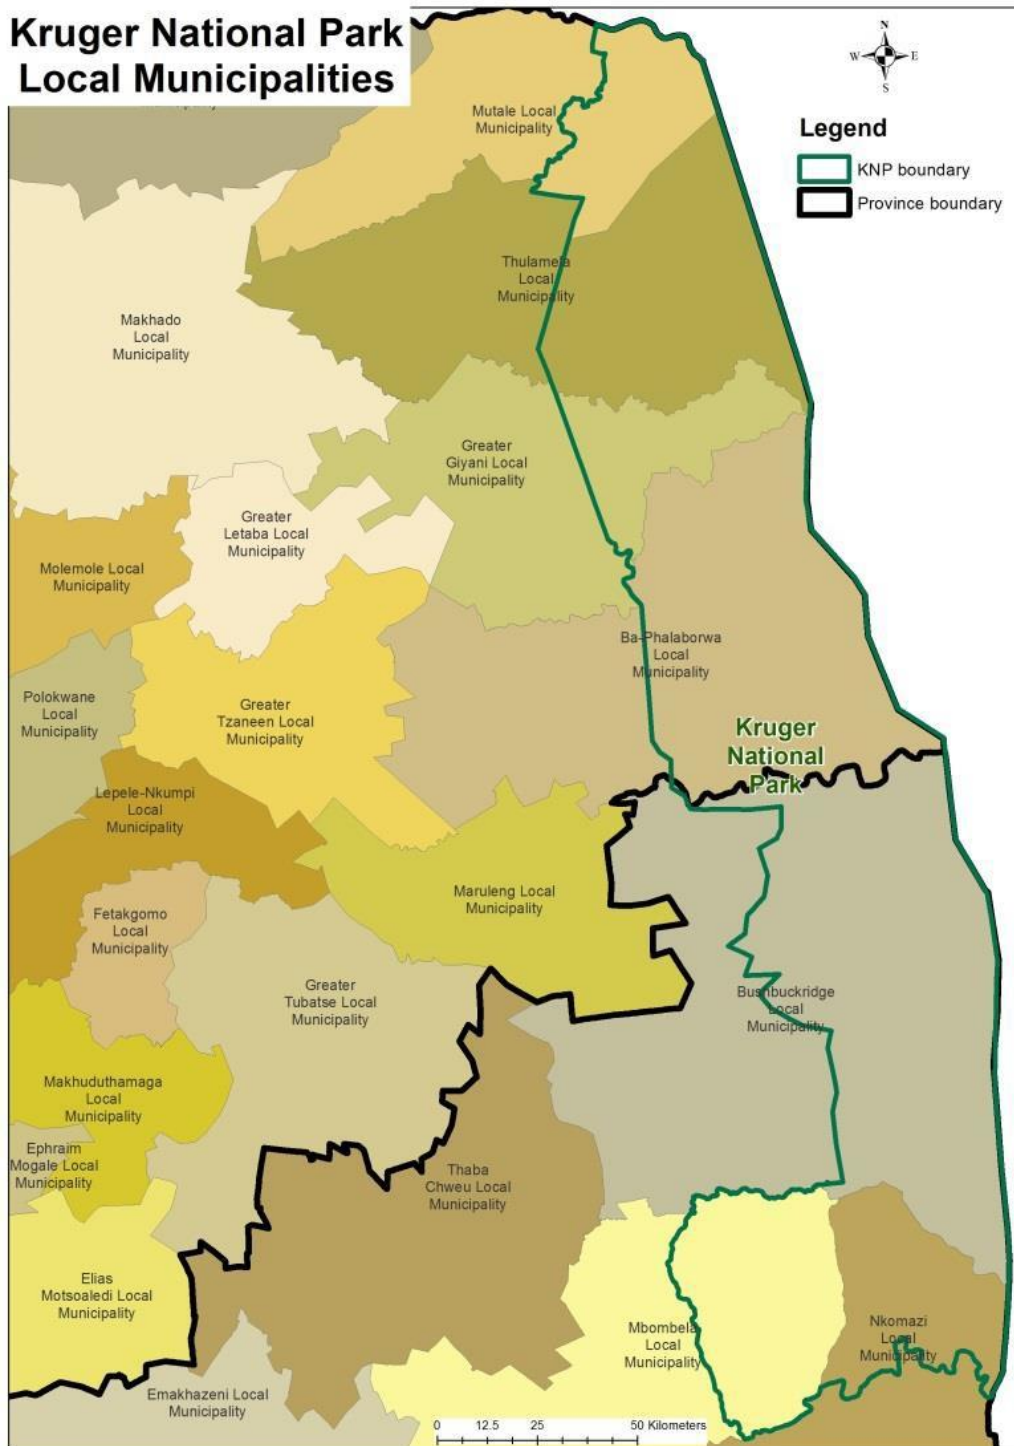 Kruger National Park
Local Municipalities
N
W
E
S
Legend
KNP boundary
Province boundary
Mutale Local
Municipality
Thulamela
Local
Municipality
Makhado
Local
Municipality
Greater
Giyani Local
Municipality
Greater
Letaba Local
Municipality
Molemole Local
Municipality
Ba-Phalaborwa
Local
Municipality
Polokwane
Local
Municipality
Greater
Tzaneen Local
Municipality
Kruger
National
Park
Lepele-Nkumpi
Local
Municipality
Maruleng Local
Municipality
Fetakgomo
Local
Municipality
Greater
Tubatse Local
Municipality
Bushbuckridge
Local
Municipality
Makhuduthamaga
Local
Municipality
Ephraim
Mogale Local
Municipality
Thaba
Chweu Local
Municipality
Elias
Motsoaledi Local
Municipality
Mbombela
Local
Municipality
Nkomazi
Local
Municipality
Emakhazeni Local
Municipality
0 12.5 25 50 Kilometers